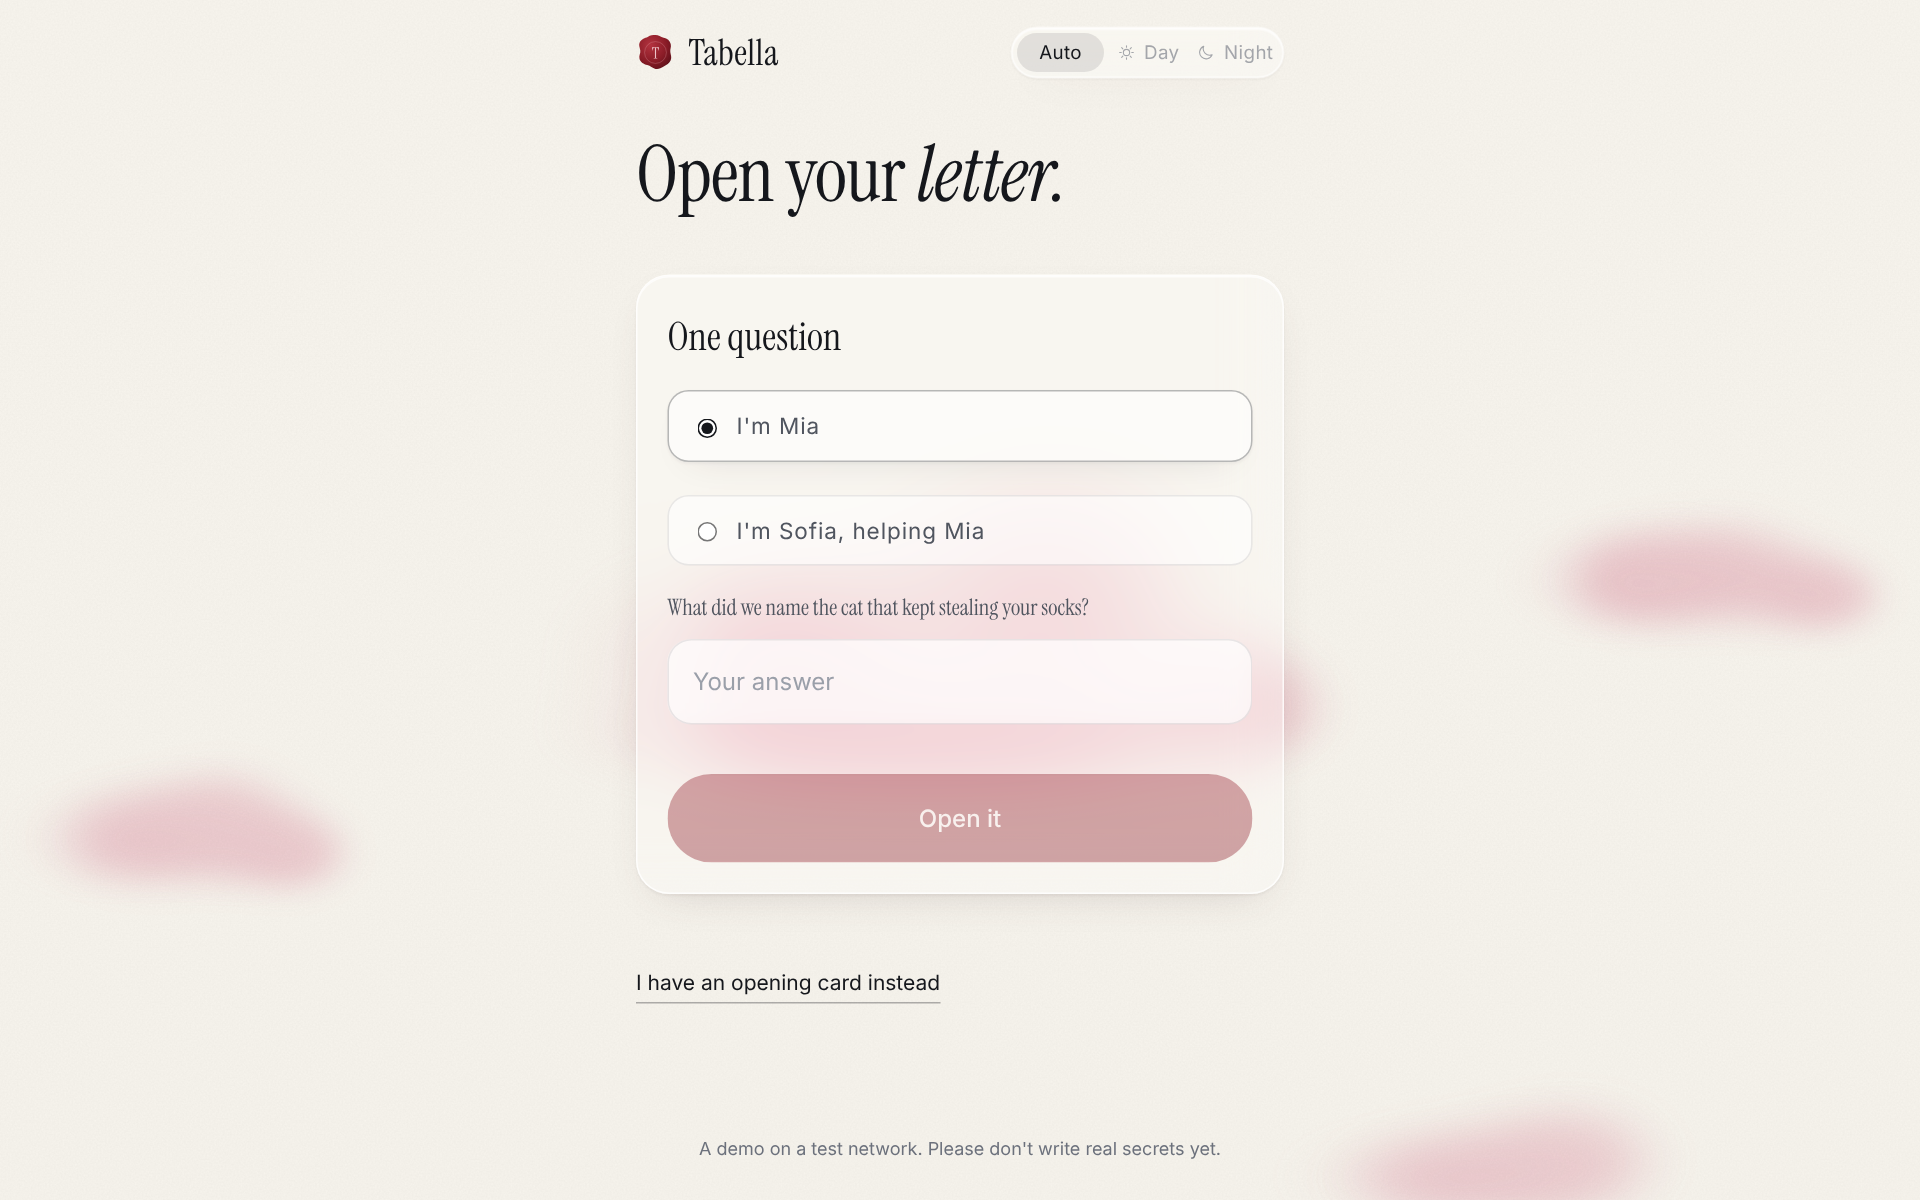 T
Tabella
Auto
Day
Night
Open your letter.
One question
I'm Mia
I'm Sofia, helping Mia
What did we name the cat that kept stealing your socks?
Your answer
Open it
I have an opening card instead
A demo on a test network. Please don't write real secrets yet.